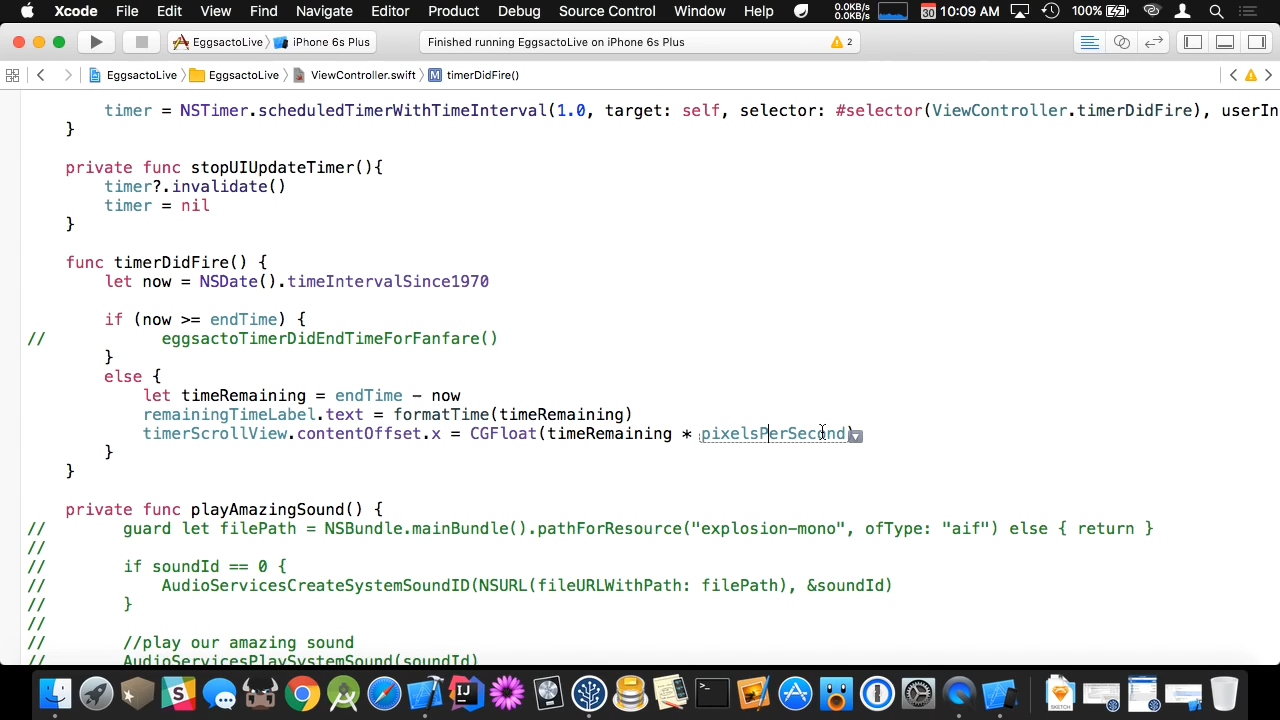 Xcode File Edit View Find Navigate Editor Product Debug Source Control Window Help 0.0KB/s 0.0KB/s 30 10:09 AM 100%
EggsactoLive iPhone 6s Plus Finished running EggsactoLive on iPhone 6s Plus 2
EggsactoLive EggsactoLive ViewController.swift M timerDidFire()
timer = NSTimer.scheduledTimerWithTimeInterval(1.0, target: self, selector: #selector(ViewController.timerDidFire), userIn
}
private func stopUIUpdateTimer(){
timer?.invalidate()
timer = nil
}
func timerDidFire() {
let now = NSDate().timeIntervalSince1970
if (now >= endTime) {
// eggsactoTimerDidEndTimeForFanfare()
}
else {
let timeRemaining = endTime - now
remainingTimeLabel.text = formatTime(timeRemaining)
timerScrollView.contentOffset.x = CGFloat(timeRemaining * pixelsPerSecond)
}
}
private func playAmazingSound() {
// guard let filePath = NSBundle.mainBundle().pathForResource("explosion-mono", ofType: "aif") else { return }
//
// if soundId == 0 {
// AudioServicesCreateSystemSoundID(NSURL(fileURLWithPath: filePath), &soundId)
// }
//
// //play our amazing sound
// AudioServicesPlaySystemSound(soundId)